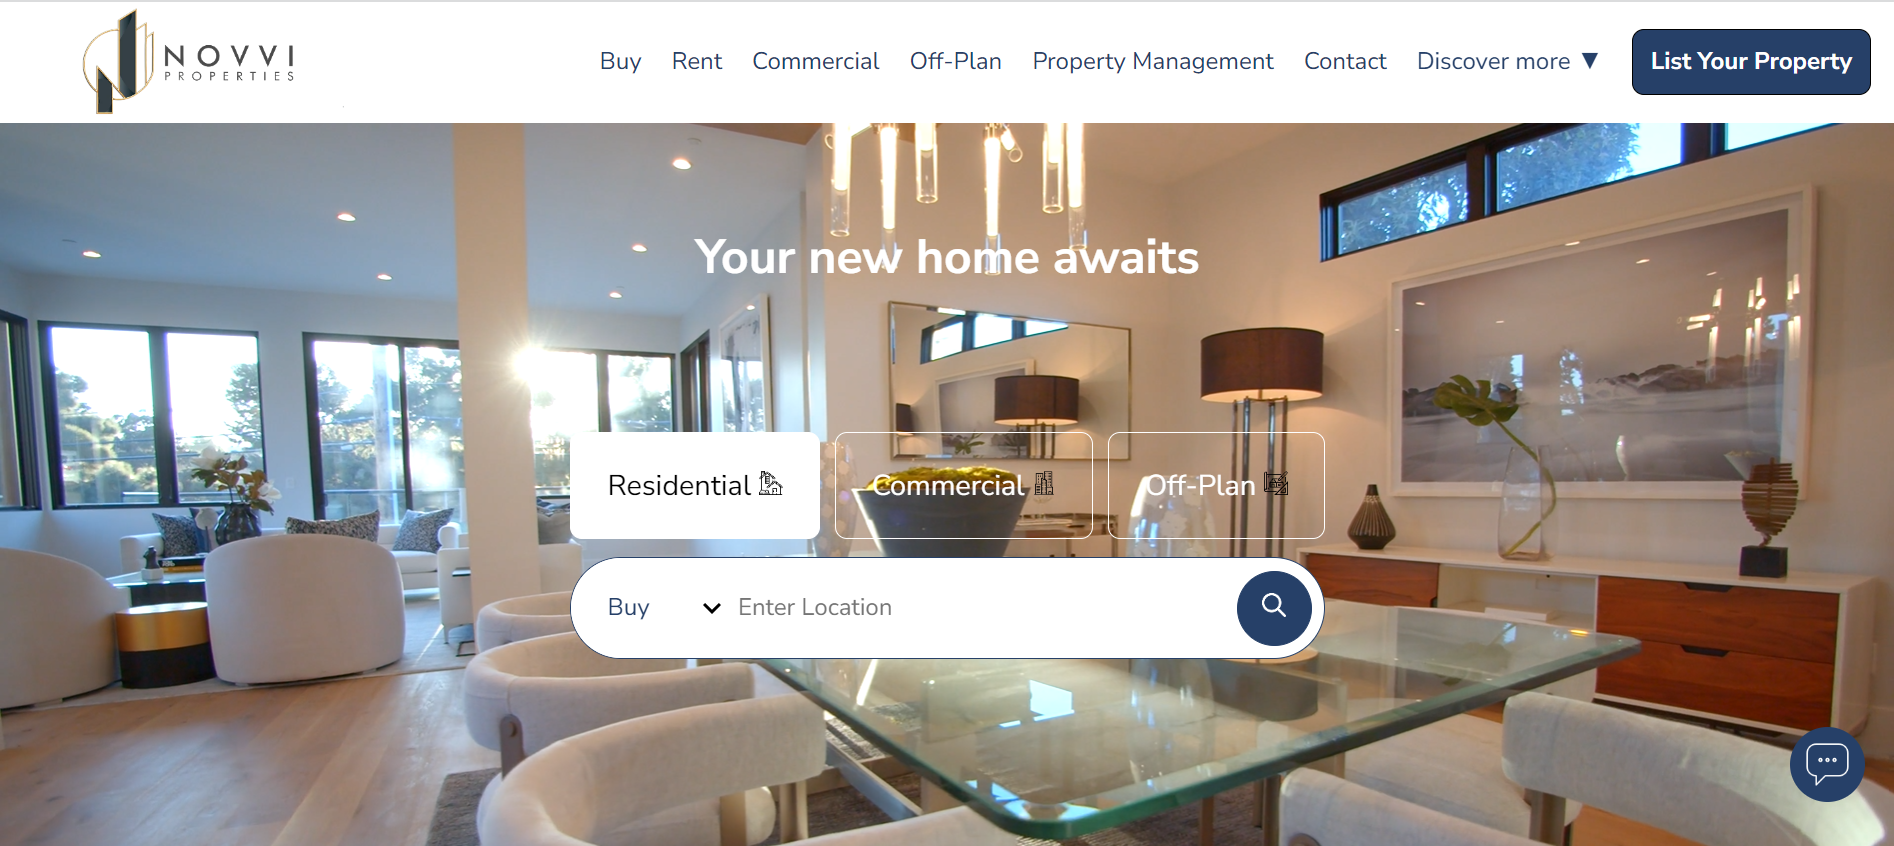 NOVVI
PROPERTIES
Buy Rent Commercial Off-Plan Property Management Contact Discover more ▼ List Your Property
Your new home awaits
Residential Commercial Off-Plan
Buy Enter Location